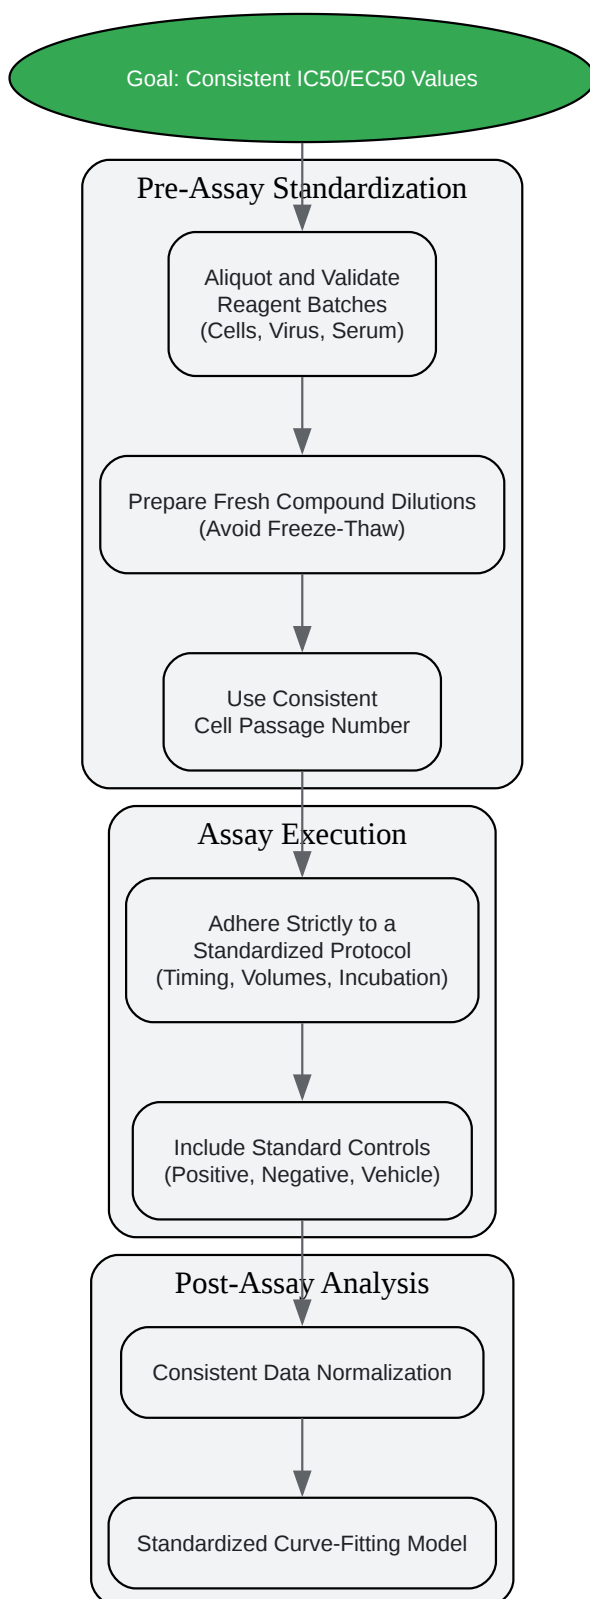 Goal: Consistent IC50/EC50 Values
Pre-Assay Standardization
Aliquot and Validate
Reagent Batches
(Cells, Virus, Serum)
Prepare Fresh Compound Dilutions
(Avoid Freeze-Thaw)
Use Consistent
Cell Passage Number
Assay Execution
Adhere Strictly to a
Standardized Protocol
(Timing, Volumes, Incubation)
Include Standard Controls
(Positive, Negative, Vehicle)
Post-Assay Analysis
Consistent Data Normalization
Standardized Curve-Fitting Model